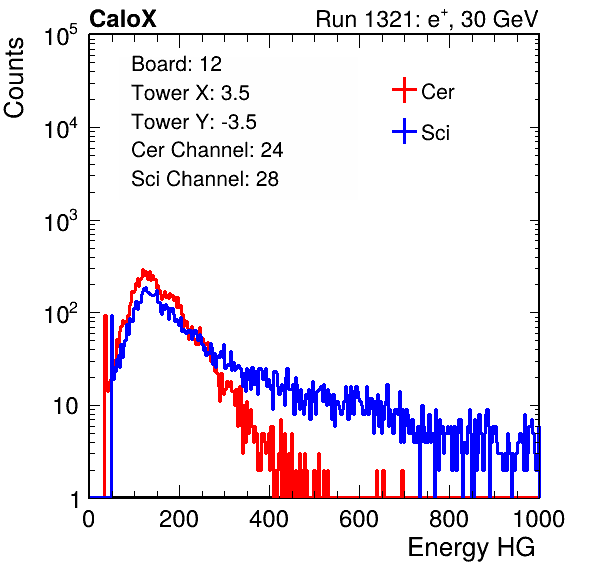 CaloX Run 1321: e⁺, 30 GeV
Counts
10⁵
10⁴
10³
10²
10
1
Board: 12
Tower X: 3.5
Tower Y: -3.5
Cer Channel: 24
Sci Channel: 28
Cer
Sci
0 200 400 600 800 1000
Energy HG